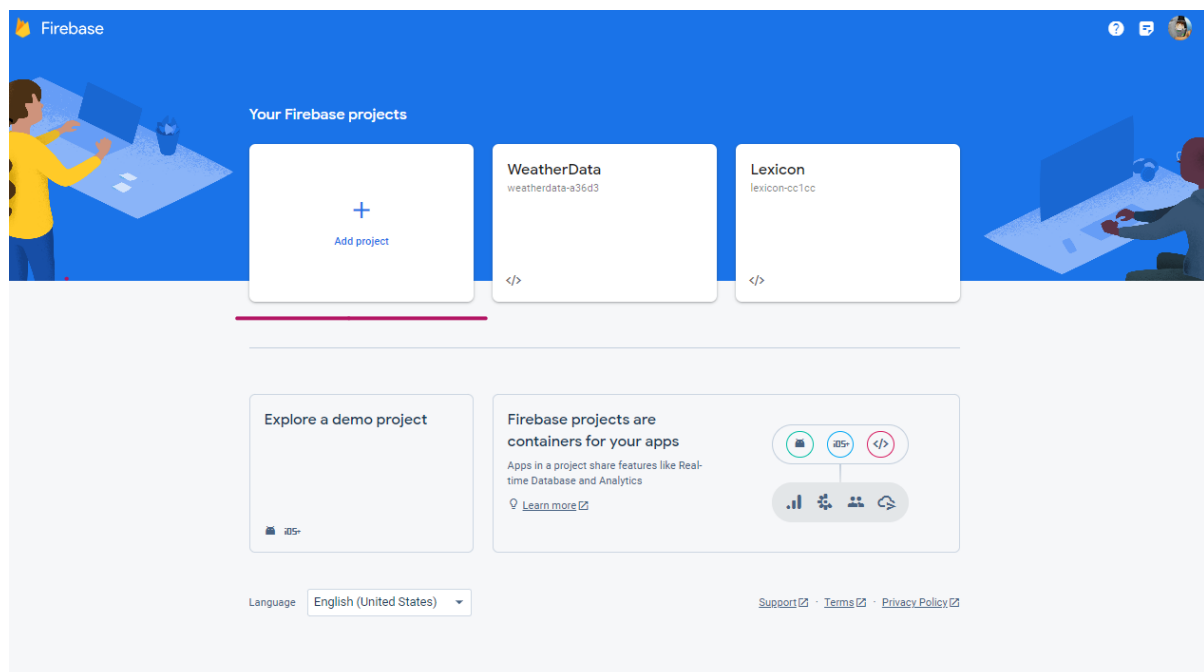 Firebase
Your Firebase projects
Add project
WeatherData
weatherdata-a36d3
Lexicon
lexicon-cc1cc
Explore a demo project
iOS+
Firebase projects are
containers for your apps
Apps in a project share features like Real-
time Database and Analytics
Learn more
iOS+
Language
English (United States)
Support · Terms · Privacy Policy